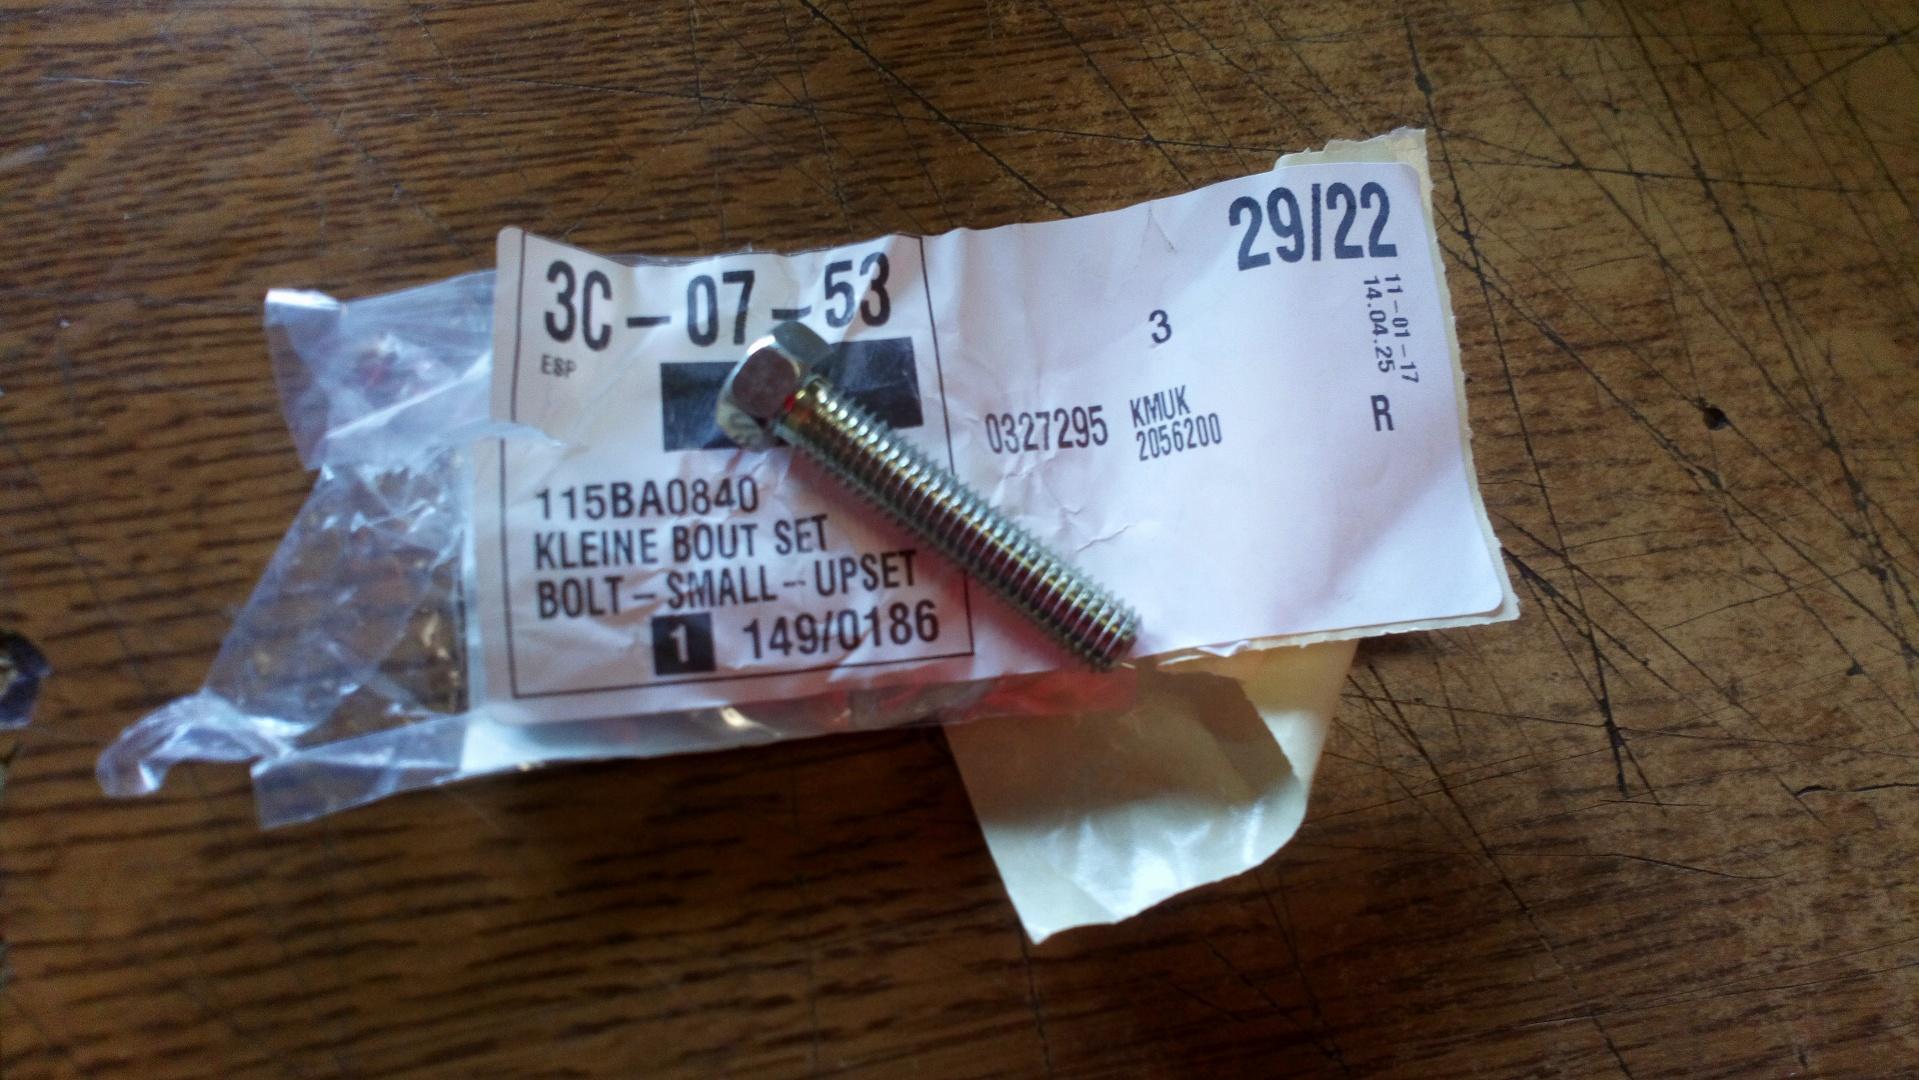 3C-07-53
ESP
115BA0840
KLEINE BOUT SET
BOLT-SMALL-UPSET
1 149/0186
29/22
3
11-01-17
14.04.25
R
0327295
KMUK
2056200